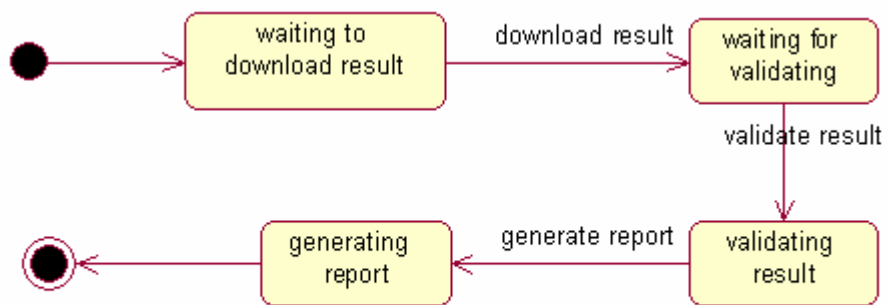 waiting to
download result
download result
waiting for
validating
validate result
generating
report
generate report
validating
result